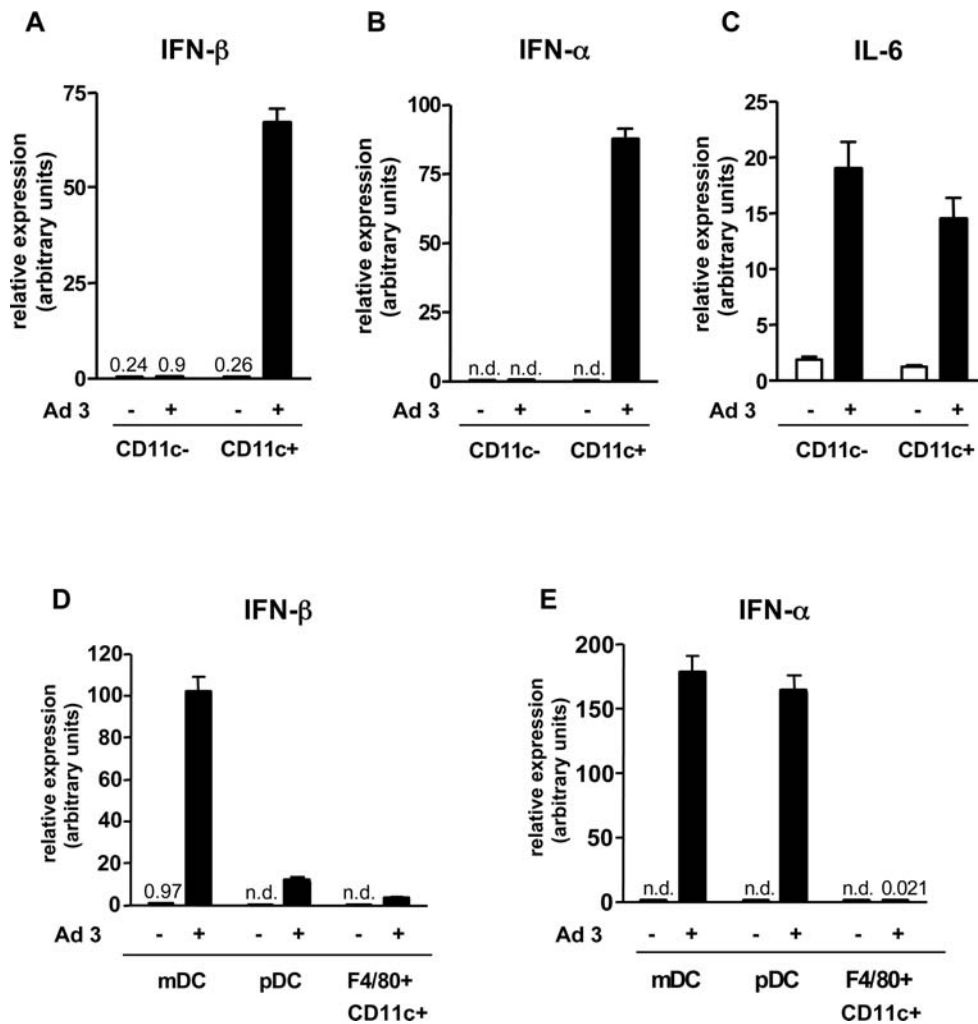 A
IFN-β
relative expression
(arbitrary units)
75
50
25
0
0.24 0.9 0.26
Ad 3 - + - +
CD11c- CD11c+
B
IFN-α
relative expression
(arbitrary units)
100
75
50
25
0
n.d. n.d. n.d.
Ad 3 - + - +
CD11c- CD11c+
C
IL-6
relative expression
(arbitrary units)
25
20
15
10
5
0
Ad 3 - + - +
CD11c- CD11c+
D
IFN-β
relative expression
(arbitrary units)
120
100
80
60
40
20
0
0.97 n.d. n.d.
Ad 3 - + - + - +
mDC pDC F4/80+
CD11c+
E
IFN-α
relative expression
(arbitrary units)
200
150
100
50
0
n.d. n.d. n.d. 0.021
Ad 3 - + - + - +
mDC pDC F4/80+
CD11c+